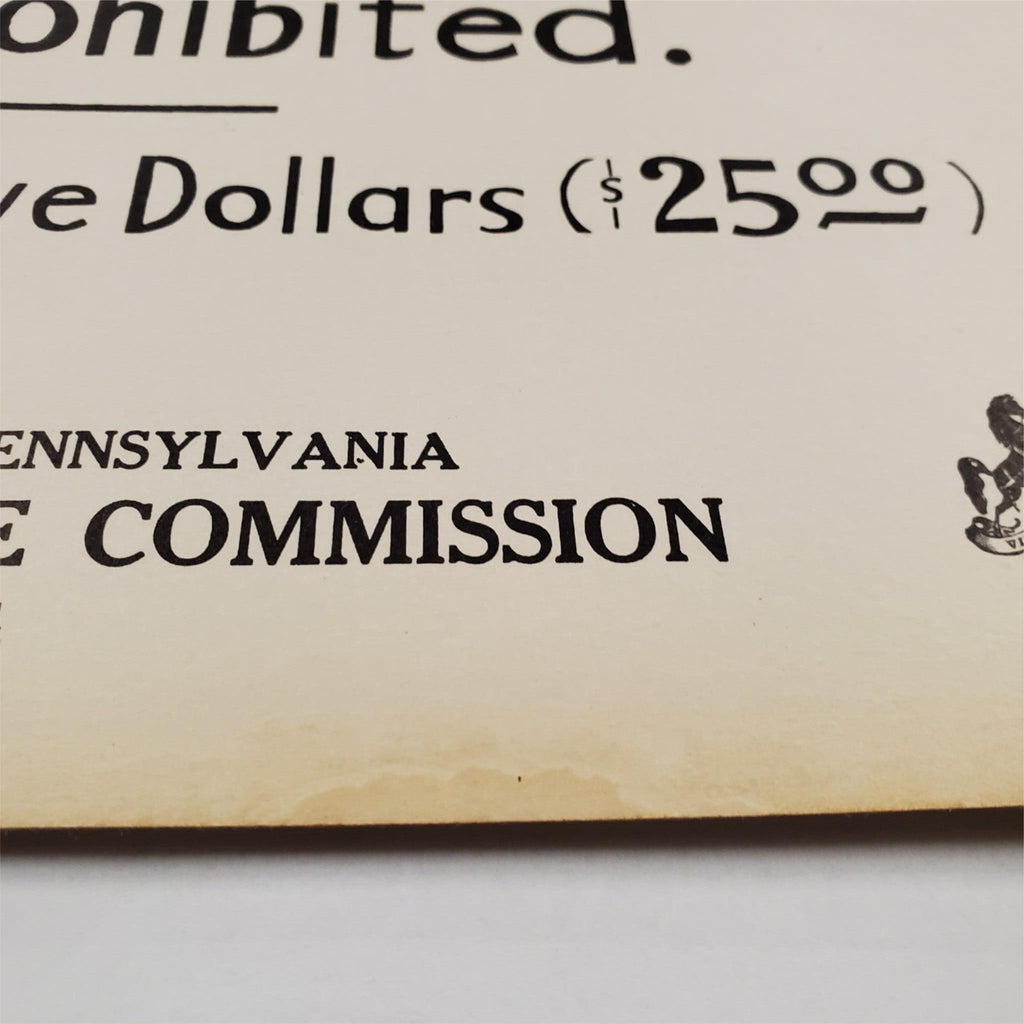 ohibited.
ve Dollars ($25 00)
ENNSYLVANIA
E COMMISSION